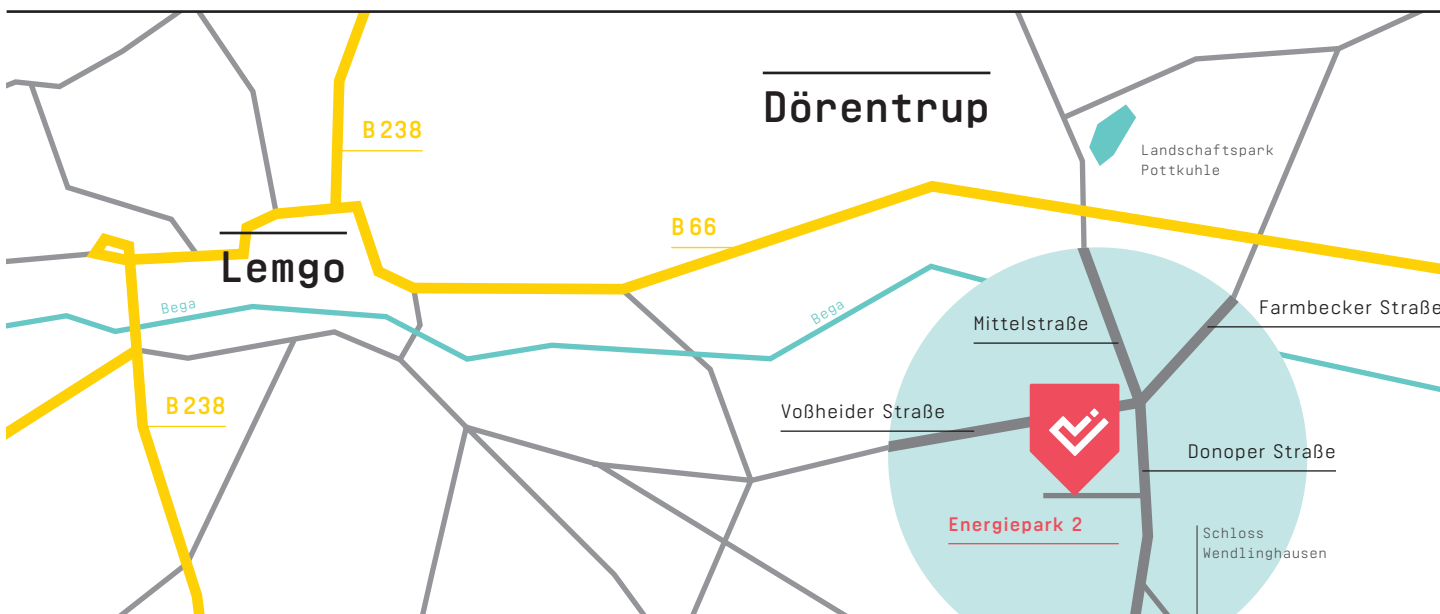 Dörentrup
B 238
Landschaftspark
Pottkuhle
B 66
Lemgo
Bega
Bega
Farmbecker Straße
Mittelstraße
B 238
Voßheider Straße
Donoper Straße
Energiepark 2
Schloss
Wendlinghausen